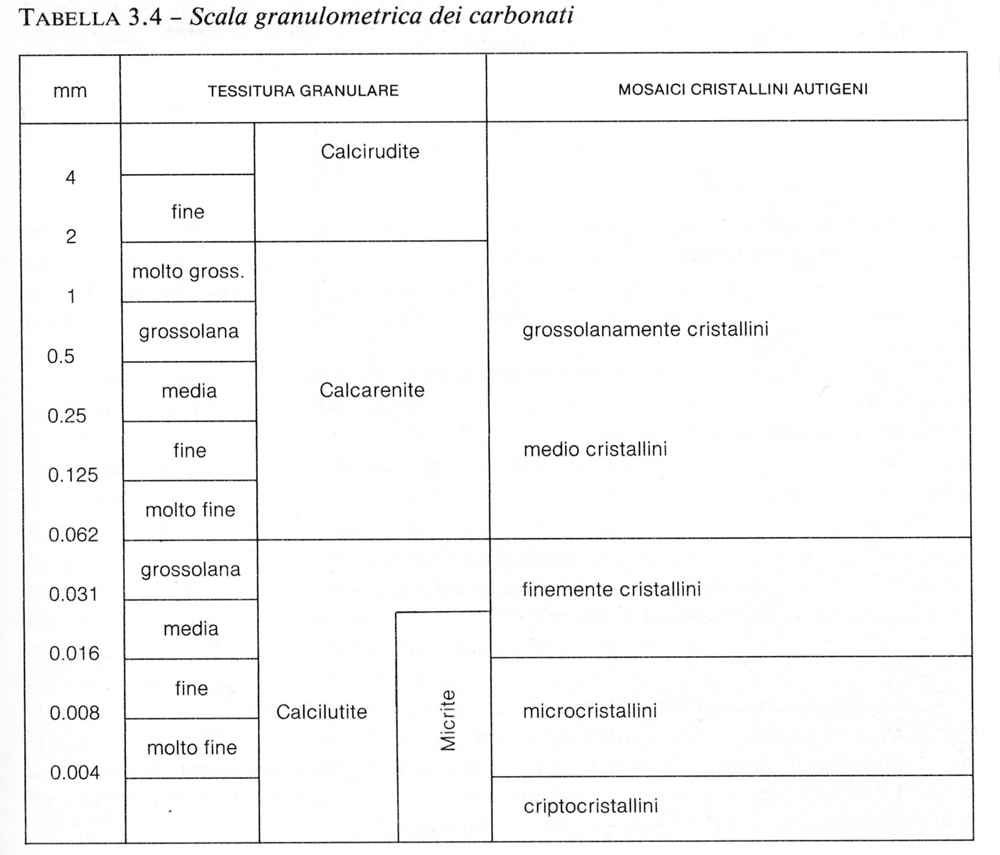 TABELLA 3.4 – Scala granulometrica dei carbonati
mm
TESSITURA GRANULARE
MOSAICI CRISTALLINI AUTIGENI
Calcirudite
4
fine
2
molto gross.
1
grossolana
grossolanamente cristallini
0.5
media
Calcarenite
0.25
fine
medio cristallini
0.125
molto fine
0.062
grossolana
finemente cristallini
0.031
media
0.016
fine
0.008
Calcilutite
Micrite
microcristallini
molto fine
0.004
criptocristallini